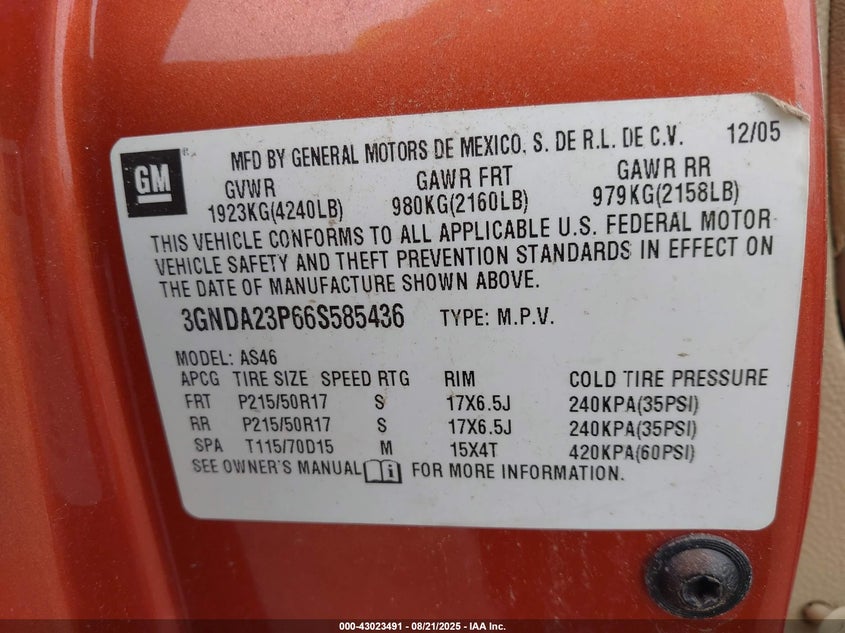 GM
MFD BY GENERAL MOTORS DE MEXICO, S. DE R.L. DE C.V. 12/05
GVWR GAWR FRT GAWR RR
1923KG(4240LB) 980KG(2160LB) 979KG(2158LB)
THIS VEHICLE CONFORMS TO ALL APPLICABLE U.S. FEDERAL MOTOR
VEHICLE SAFETY AND THEFT PREVENTION STANDARDS IN EFFECT ON
THE DATE OF MANUFACTURE SHOWN ABOVE.
3GNDA23P66S585436 TYPE: M.P.V.
MODEL: AS46
APCG TIRE SIZE SPEED RTG RIM COLD TIRE PRESSURE
FRT P215/50R17 S 17X6.5J 240KPA(35PSI)
RR P215/50R17 S 17X6.5J 240KPA(35PSI)
SPA T115/70D15 M 15X4T 420KPA(60PSI)
SEE OWNER'S MANUAL i FOR MORE INFORMATION.
000-43023491 - 08/21/2025 - IAA Inc.